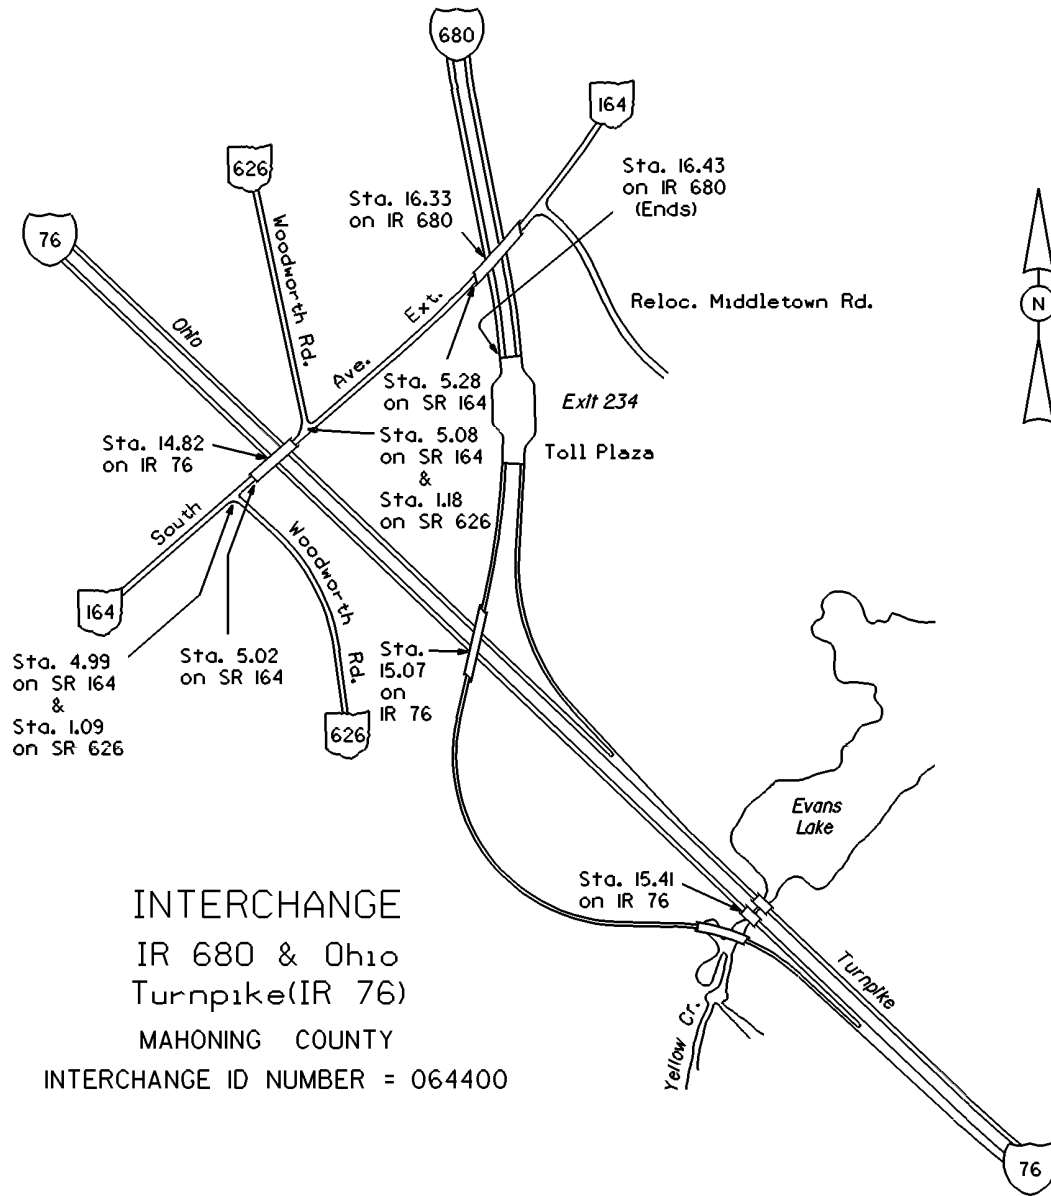 680
164
626
76
Sta. 16.43
on IR 680
(Ends)
Sta. 16.33
on IR 680
Woodworth Rd.
N
Reloc. Middletown Rd.
Ohio
Ave. Ext.
Sta. 5.28
on SR 164
Exit 234
Sta. 14.82
on IR 76
Sta. 5.08
on SR 164
&
Sta. 1.18
on SR 626
Toll Plaza
South
Woodworth Rd.
164
Sta. 4.99
on SR 164
&
Sta. 1.09
on SR 626
Sta. 5.02
on SR 164
Sta.
15.07
on
IR 76
626
Evans
Lake
Sta. 15.41
on IR 76
INTERCHANGE
IR 680 & Ohio
Turnpike(IR 76)
MAHONING COUNTY
INTERCHANGE ID NUMBER = 064400
Turnpike
Yellow Cr.
76